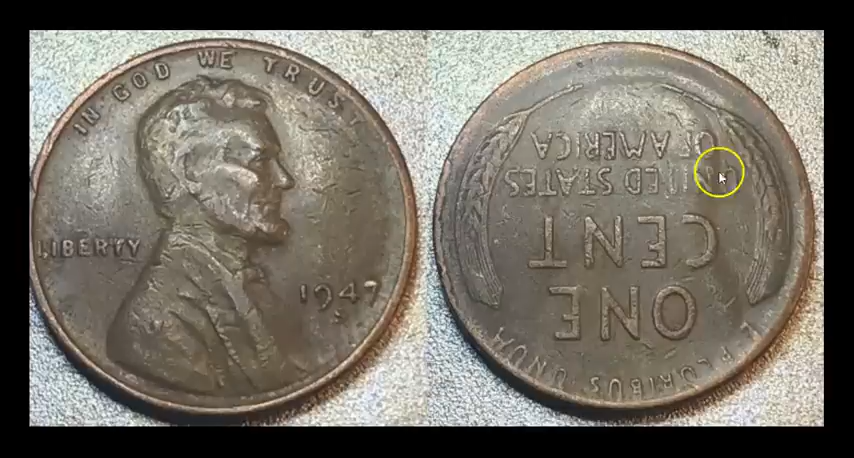 IN GOD WE TRUST
LIBERTY
1947
E PLURIBUS UNUM
ONE
CENT
UNITED STATES
OF AMERICA